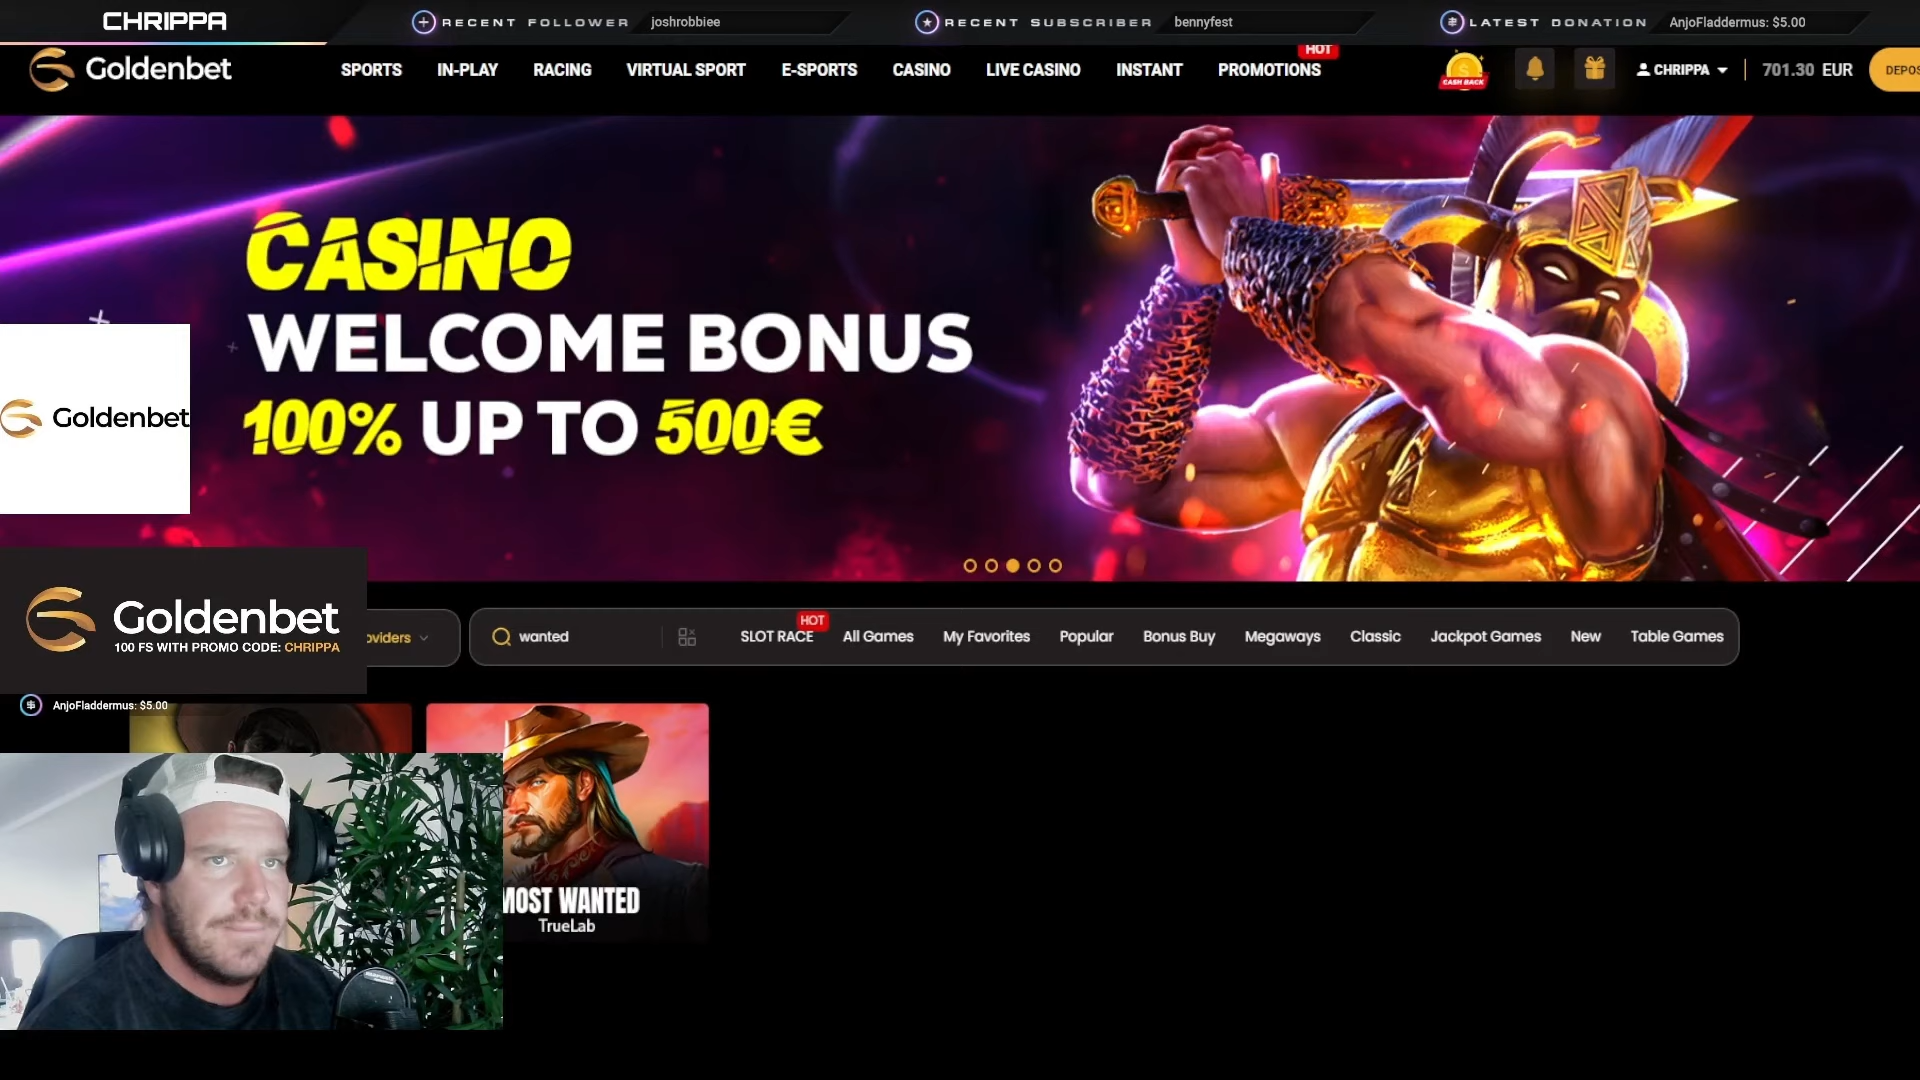 CHRIPPA
RECENT FOLLOWER joshrobbiee
RECENT SUBSCRIBER bennyfest
LATEST DONATION AnjoFladdermus: $5.00
Goldenbet
SPORTS IN-PLAY RACING VIRTUAL SPORT E-SPORTS CASINO LIVE CASINO INSTANT PROMOTIONS
HOT
CASH BACK
CHRIPPA
701.30 EUR
DEPOS
CASINO
WELCOME BONUS
100% UP TO 500€
Goldenbet
Goldenbet
100 FS WITH PROMO CODE: CHRIPPA
oviders
wanted
SLOT RACE HOT All Games My Favorites Popular Bonus Buy Megaways Classic Jackpot Games New Table Games
AnjoFladdermus: $5.00
MOST WANTED
TrueLab